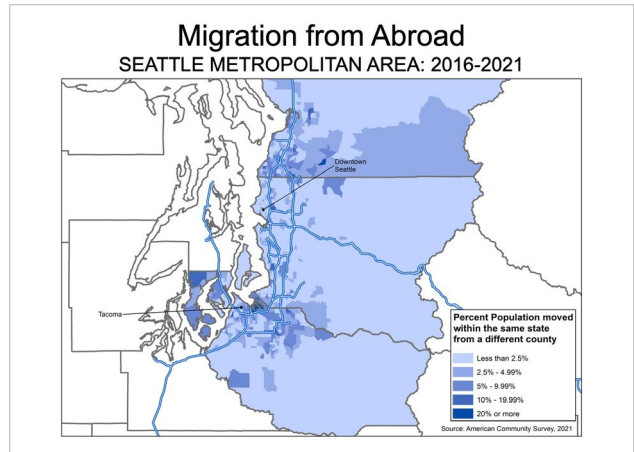 Migration from Abroad
SEATTLE METROPOLITAN AREA: 2016-2021
Downtown
Seattle
Tacoma
Percent Population moved
within the same state
from a different county
Less than 2.5%
2.5% - 4.99%
5% - 9.99%
10% - 19.99%
20% or more
Source: American Community Survey, 2021